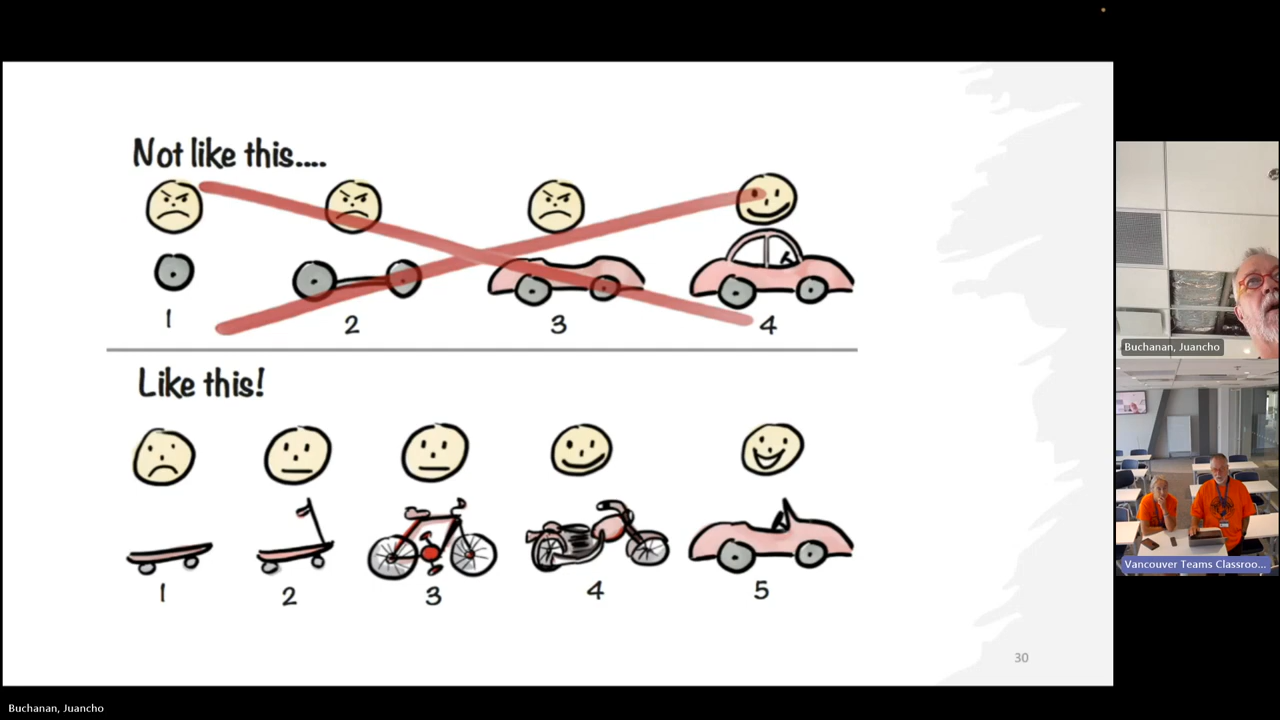 Not like this....
1 2 3 4
Like this!
1 2 3 4 5
30
Buchanan, Juancho
Vancouver Teams Classroo...
Buchanan, Juancho